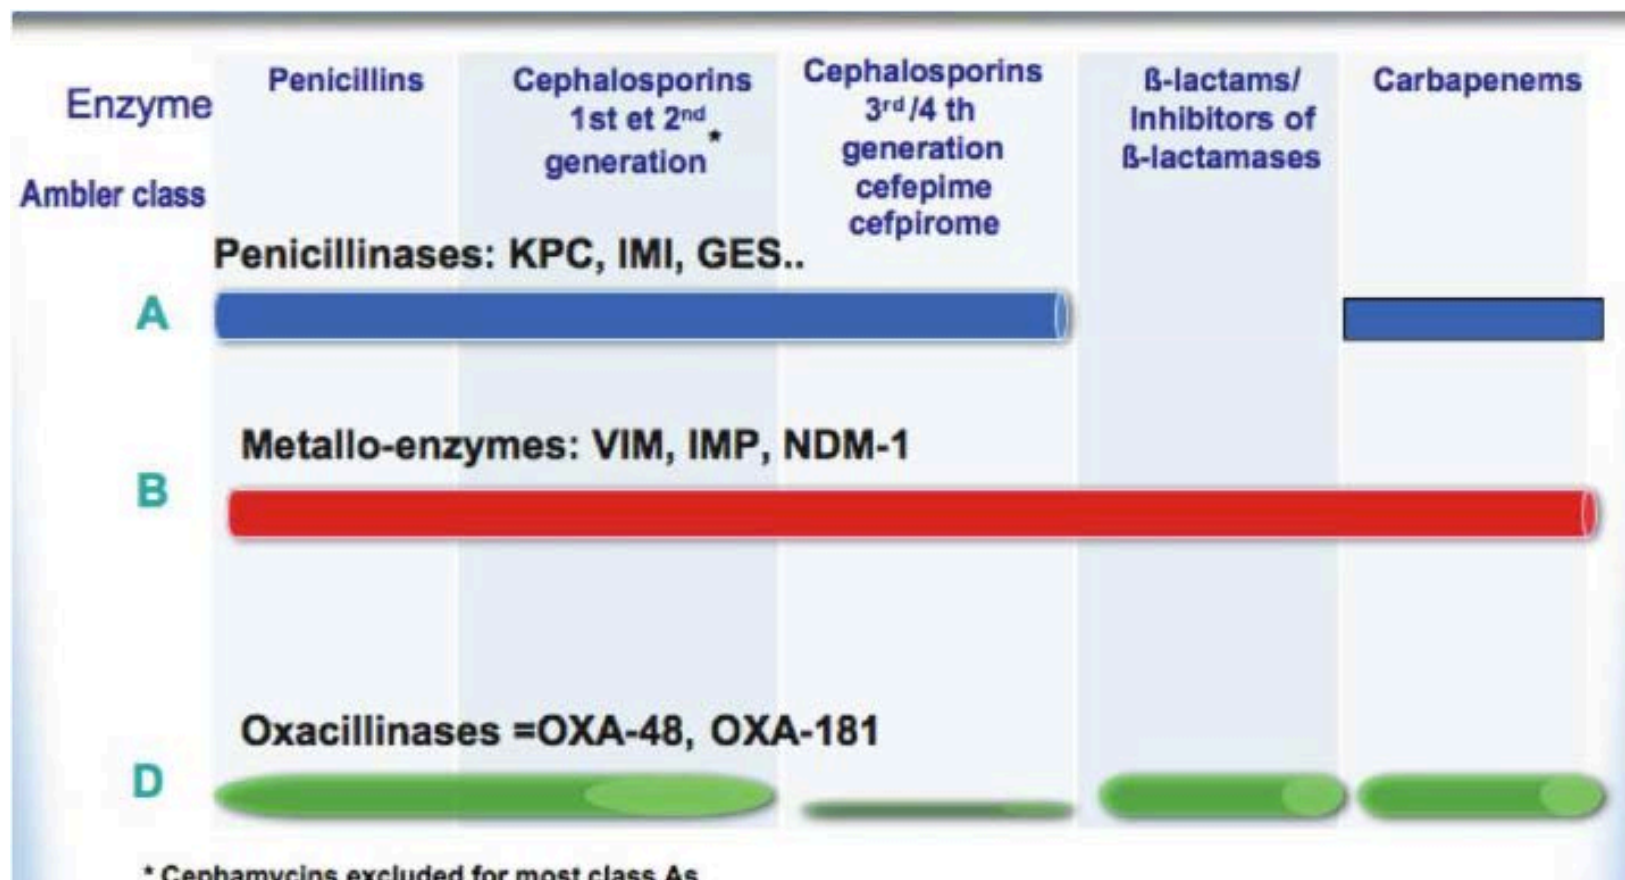 Enzyme
Ambler class
Penicillins
Cephalosporins
1st et 2nd
generation*
Cephalosporins
3rd/4 th
generation
cefepime
cefpirome
ß-lactams/
Inhibitors of
ß-lactamases
Carbapenems
Penicillinases: KPC, IMI, GES..
A
Metallo-enzymes: VIM, IMP, NDM-1
B
Oxacillinases =OXA-48, OXA-181
D
* Cephamycins excluded for most class As